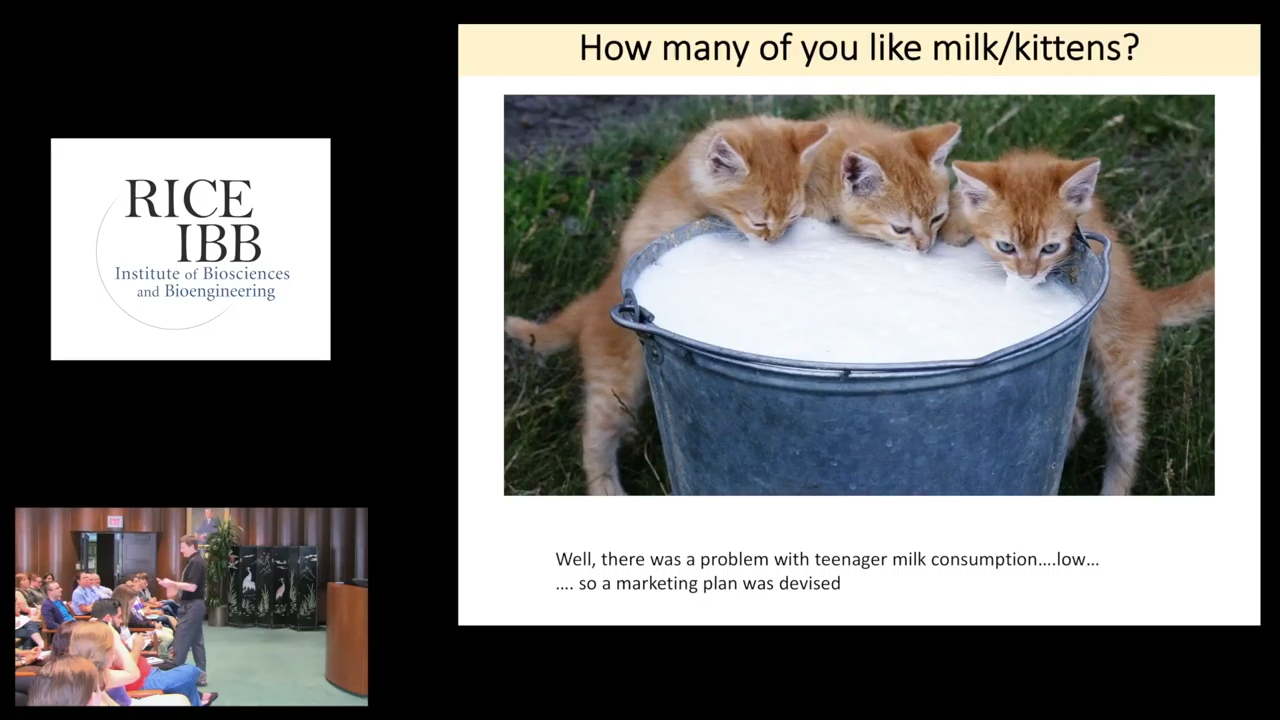 How many of you like milk/kittens?
RICE
IBB
Institute of Biosciences
and Bioengineering
Well, there was a problem with teenager milk consumption....low...
.... so a marketing plan was devised